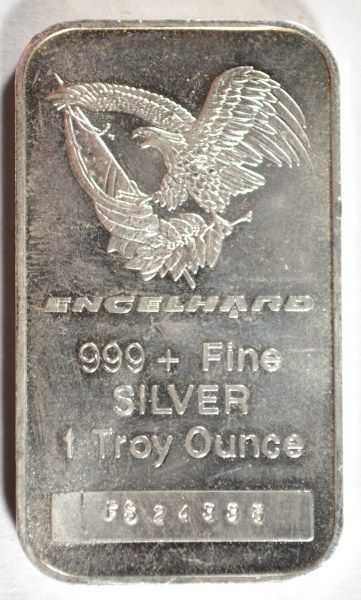 ENGELHARD
999 + Fine
SILVER
1 Troy Ounce